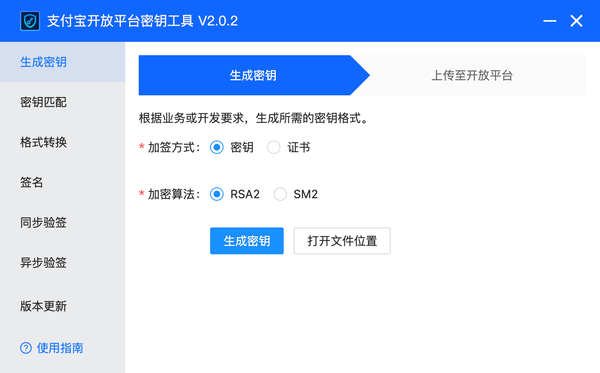 支付宝开放平台密钥工具 V2.0.2
生成密钥
密钥匹配
格式转换
签名
同步验签
异步验签
版本更新
使用指南
生成密钥
上传至开放平台
根据业务或开发要求，生成所需的密钥格式。
* 加签方式： 密钥 证书
* 加密算法： RSA2 SM2
生成密钥 打开文件位置